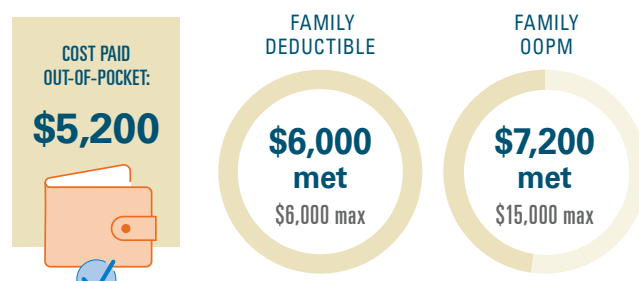 COST PAID
OUT-OF-POCKET:
$5,200
FAMILY
DEDUCTIBLE
$6,000
met
$6,000 max
FAMILY
OOPM
$7,200
met
$15,000 max